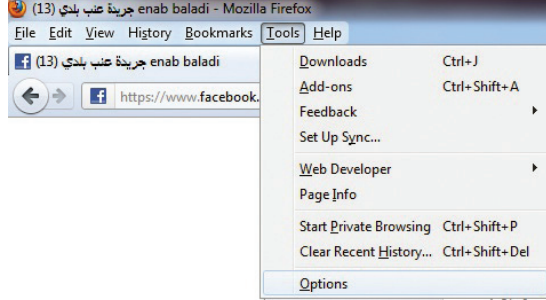 (13) جريدة عنب بلدي enab baladi - Mozilla Firefox
File Edit View History Bookmarks Tools Help
(13) جريدة عنب بلدي enab baladi
https://www.facebook.
Downloads Ctrl+J
Add-ons Ctrl+Shift+A
Feedback
Set Up Sync...
Web Developer
Page Info
Start Private Browsing Ctrl+Shift+P
Clear Recent History... Ctrl+Shift+Del
Options